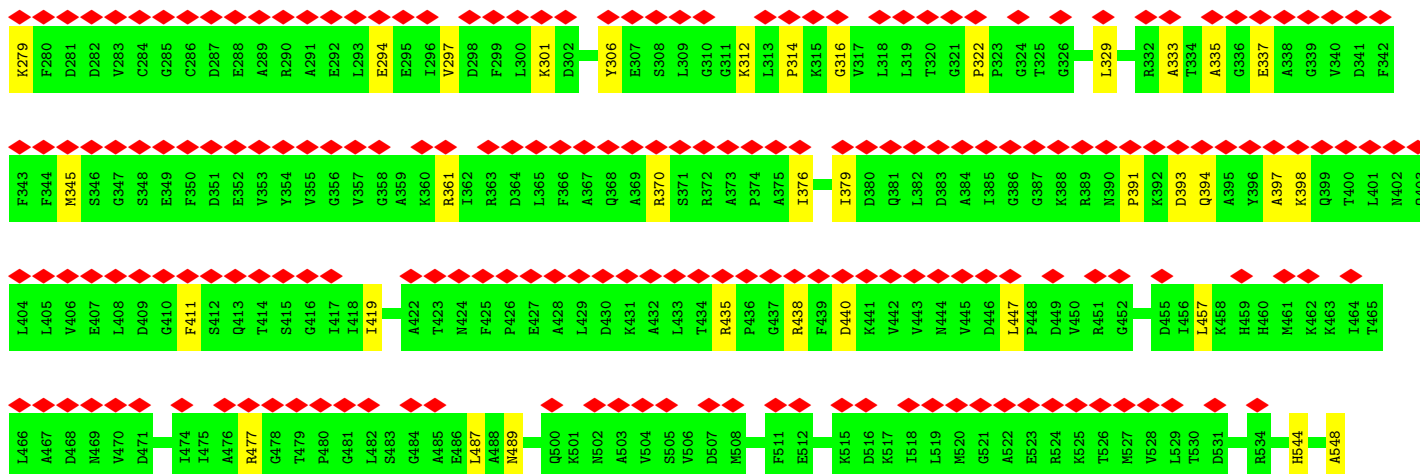 K279 F280 D281 D282 V283 C284 G285 C286 D287 E288 A289 R290 A291 E292 L293 E294 E295 I296 V297 D298 F299 L300 K301 D302 Y306 E307 S308 L309 G310 G311 K312 L313 P314 K315 G316 V317 L318 L319 T320 G321 P322 P323 G324 T325 G326 L329 R332 A333 T334 A335 G336 E337 A338 G339 V340 D341 F342
F343 F344 M345 S346 G347 S348 E349 F350 D351 E352 V353 Y354 V355 G356 V357 G358 A359 K360 R361 I362 R363 D364 L365 F366 A367 Q368 A369 R370 S371 R372 A373 P374 A375 I376 I379 D380 Q381 L382 D383 A384 I385 G386 G387 K388 R389 N390 P391 K392 D393 Q394 A395 Y396 A397 K398 Q399 T400 L401 N402
L404 L405 V406 E407 L408 D409 G410 F411 S412 Q413 T414 S415 G416 I417 I418 I419 A422 T423 N424 F425 P426 E427 A428 L429 D430 K431 A432 L433 T434 R435 P436 G437 R438 F439 D440 K441 V442 V443 N444 V445 D446 L447 P448 D449 V450 R451 G452 D455 I456 L457 K458 H459 H460 M461 K462 K463 I464 T465
L466 A467 D468 N469 V470 D471 I474 I475 A476 R477 G478 T479 P480 G481 L482 S483 G484 A485 E486 L487 A488 N489 Q500 K501 N502 A503 V504 S505 V506 D507 M508 F511 E512 K515 D516 K517 I518 L519 M520 G521 A522 E523 R524 K525 T526 M527 V528 L529 T530 D531 R534 H544 A548